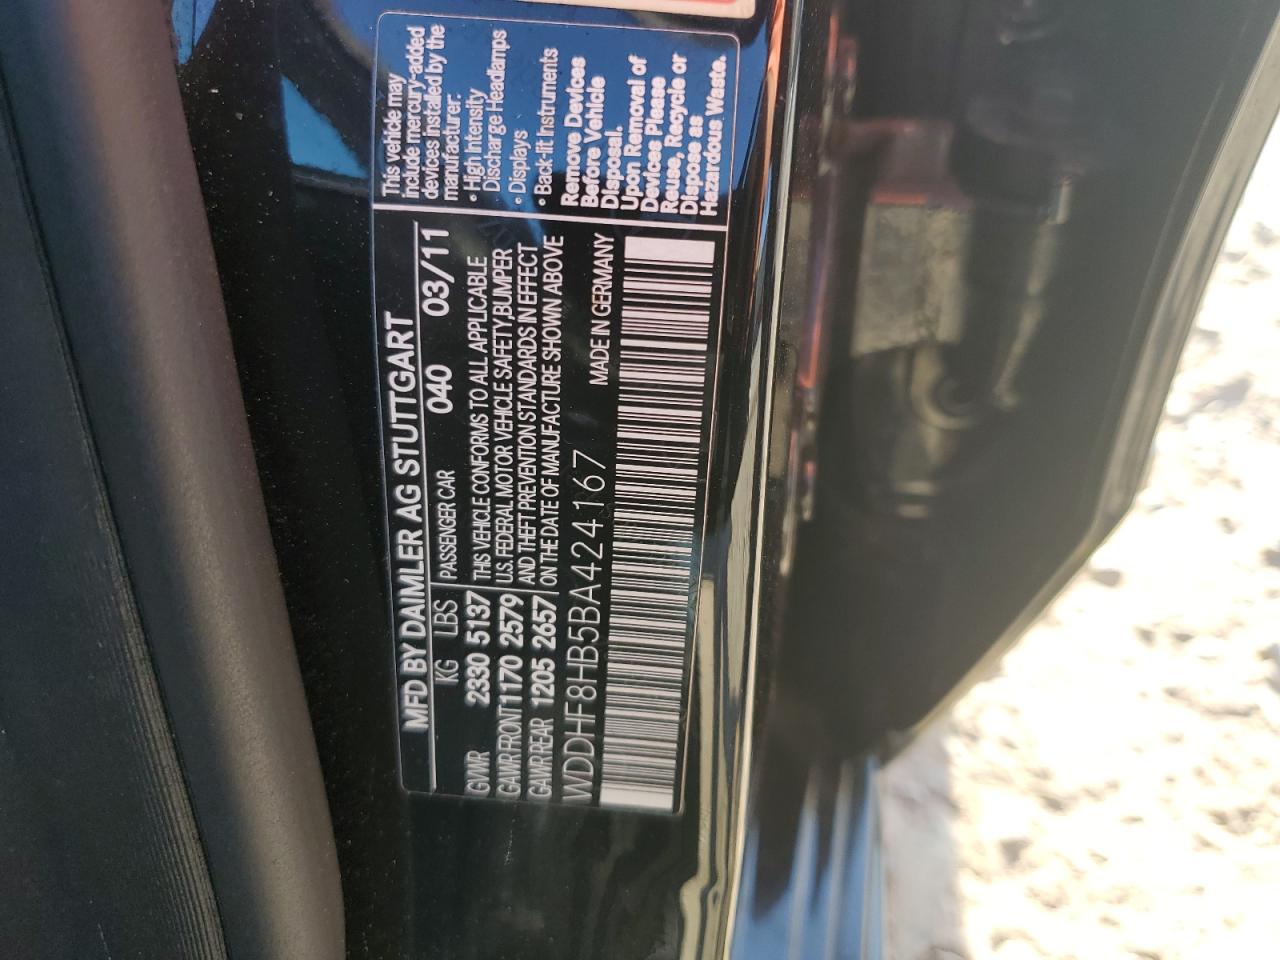 MFD BY DAIMLER AG STUTTGART
KG LBS PASSENGER CAR 040 03/11
GVWR 2330 5137
GAWR FRONT 1170 2579
GAWR REAR 1205 2657
THIS VEHICLE CONFORMS TO ALL APPLICABLE
U.S. FEDERAL MOTOR VEHICLE SAFETY,BUMPER
AND THEFT PREVENTION STANDARDS IN EFFECT
ON THE DATE OF MANUFACTURE SHOWN ABOVE
WDDHF8HB5BA424167 MADE IN GERMANY
This vehicle may
include mercury-added
devices installed by the
manufacturer:
• High Intensity
Discharge Headlamps
• Displays
• Back-lit Instruments
Remove Devices
Before Vehicle
Disposal.
Upon Removal of
Devices Please
Reuse, Recycle or
Dispose as
Hazardous Waste.